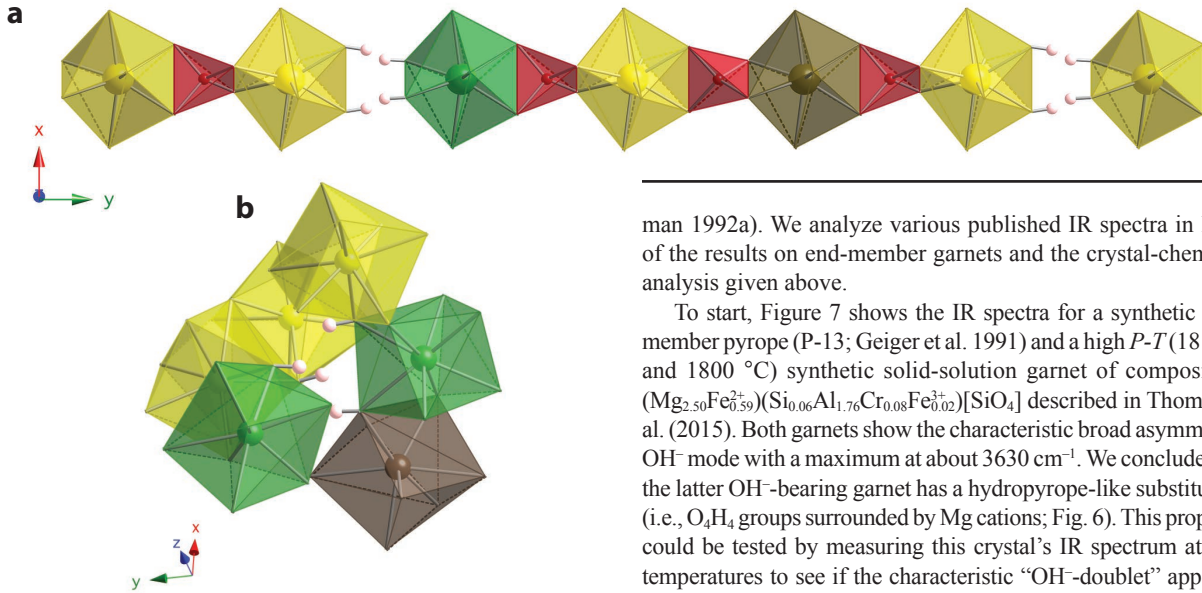 a
x
y
b
z
x
y
man 1992a). We analyze various published IR spectra in
of the results on end-member garnets and the crystal-chem
analysis given above.
To start, Figure 7 shows the IR spectra for a synthetic
member pyrope (P-13; Geiger et al. 1991) and a high P-T (18
and 1800 °C) synthetic solid-solution garnet of compos
(Mg₂.₅₀Fe²⁺₀.₅₉)(Si₀.₀₆Al₁.₇₆Cr₀.₀₈Fe³⁺₀.₀₂)[SiO₄] described in Thom
al. (2015). Both garnets show the characteristic broad asymm
OH⁻ mode with a maximum at about 3630 cm⁻¹. We conclude
the latter OH⁻-bearing garnet has a hydropyrope-like substitu
(i.e., O₄H₄ groups surrounded by Mg cations; Fig. 6). This prop
could be tested by measuring this crystal’s IR spectrum at
temperatures to see if the characteristic “OH⁻-doublet” app